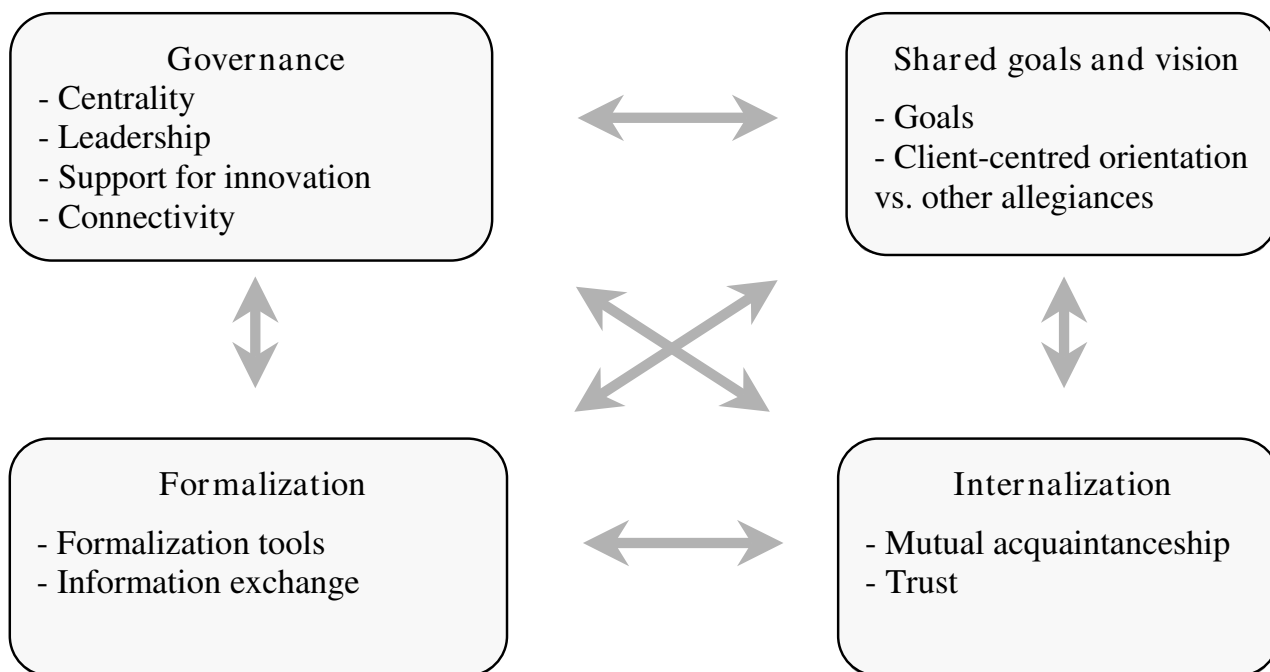 Governance
- Centrality
- Leadership
- Support for innovation
- Connectivity
Shared goals and vision
- Goals
- Client-centred orientation
vs. other allegiances
Formalization
- Formalization tools
- Information exchange
Internalization
- Mutual acquaintanceship
- Trust